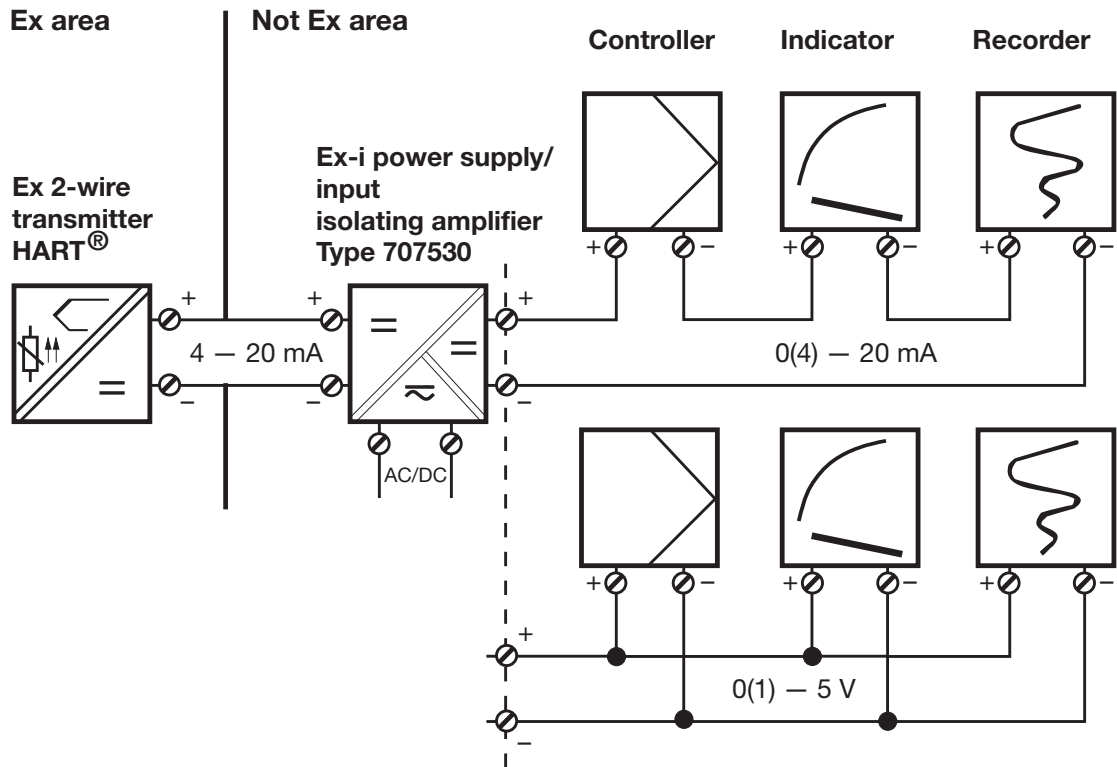 Ex area
Not Ex area
Controller
Indicator
Recorder
Ex-i power supply/
input
isolating amplifier
Type 707530
Ex 2-wire
transmitter
HART®
+ –
+ –
+ –
+
+
+
4 – 20 mA
0(4) – 20 mA
–
–
–
AC/DC
+ –
+ –
+ –
+
0(1) – 5 V
–